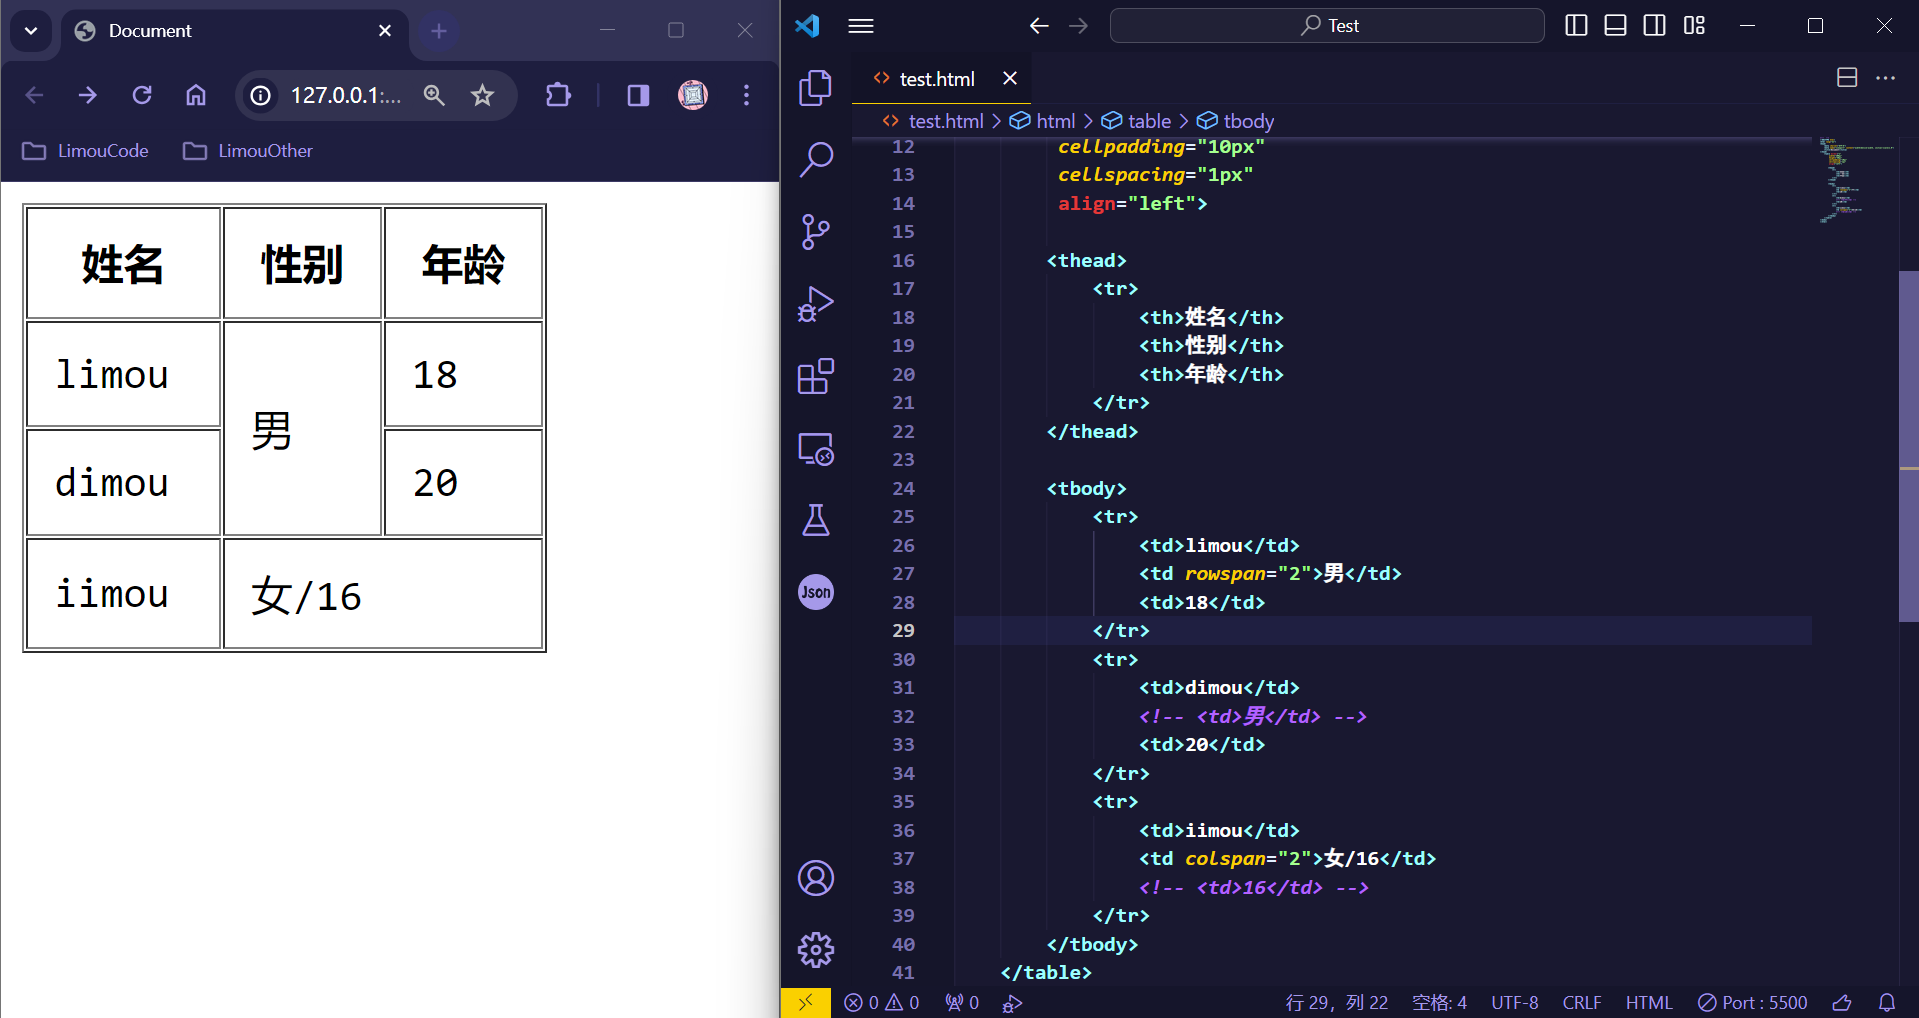 Document
127.0.0.1:...
LimouCode LimouOther
姓名 性别 年龄
limou 男 18
dimou 20
iimou 女/16
Test
test.html
test.html > html > table > tbody
12 cellpadding="10px"
13 cellspacing="1px"
14 align="left">
15
16 <thead>
17 <tr>
18 <th>姓名</th>
19 <th>性别</th>
20 <th>年龄</th>
21 </tr>
22 </thead>
23
24 <tbody>
25 <tr>
26 <td>limou</td>
27 <td rowspan="2">男</td>
28 <td>18</td>
29 </tr>
30 <tr>
31 <td>dimou</td>
32 <!-- <td>男</td> -->
33 <td>20</td>
34 </tr>
35 <tr>
36 <td>iimou</td>
37 <td colspan="2">女/16</td>
38 <!-- <td>16</td> -->
39 </tr>
40 </tbody>
41 </table>
Json
0 0 0 行 29，列 22 空格: 4 UTF-8 CRLF HTML Port : 5500